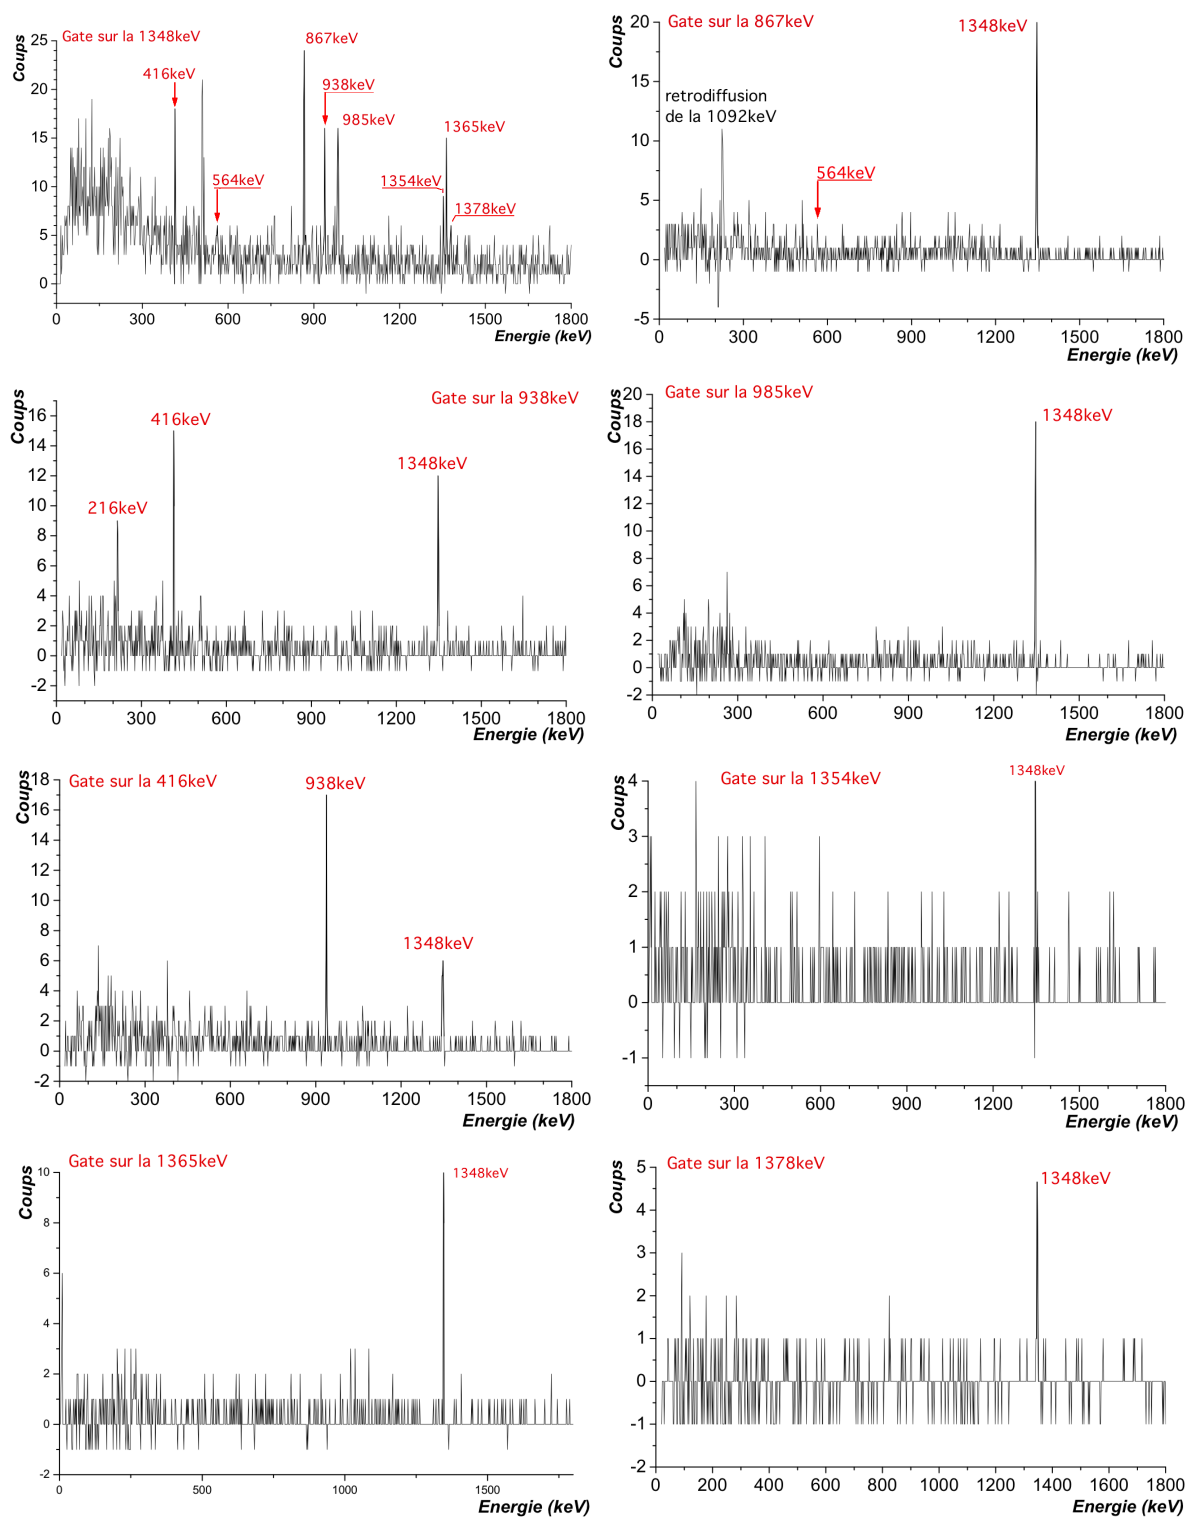 Gate sur la 1348keV
867keV
416keV
938keV
985keV
1365keV
564keV
1354keV
1378keV
Coups
25
20
15
10
5
0
0
300
600
900
1200
1500
1800
Energie (keV)
Gate sur la 867keV
1348keV
retrodiffusion
de la 1092keV
564keV
Coups
20
15
10
5
0
-5
0
300
600
900
1200
1500
1800
Energie (keV)
Gate sur la 938keV
416keV
1348keV
216keV
Coups
16
14
12
10
8
6
4
2
0
-2
0
300
600
900
1200
1500
1800
Energie (keV)
Gate sur la 985keV
1348keV
Coups
20
18
16
14
12
10
8
6
4
2
0
-2
0
300
600
900
1200
1500
1800
Energie (keV)
Gate sur la 416keV
938keV
1348keV
Coups
18
16
14
12
10
8
6
4
2
0
-2
0
300
600
900
1200
1500
1800
Energie (keV)
Gate sur la 1354keV
1348keV
Coups
4
3
2
1
0
-1
0
300
600
900
1200
1500
1800
Energie (keV)
Gate sur la 1365keV
1348keV
Coups
10
8
6
4
2
0
-2
0
500
1000
1500
Energie (keV)
Gate sur la 1378keV
1348keV
Coups
5
4
3
2
1
0
-1
-2
0
200
400
600
800
1000
1200
1400
1600
1800
Energie (keV)